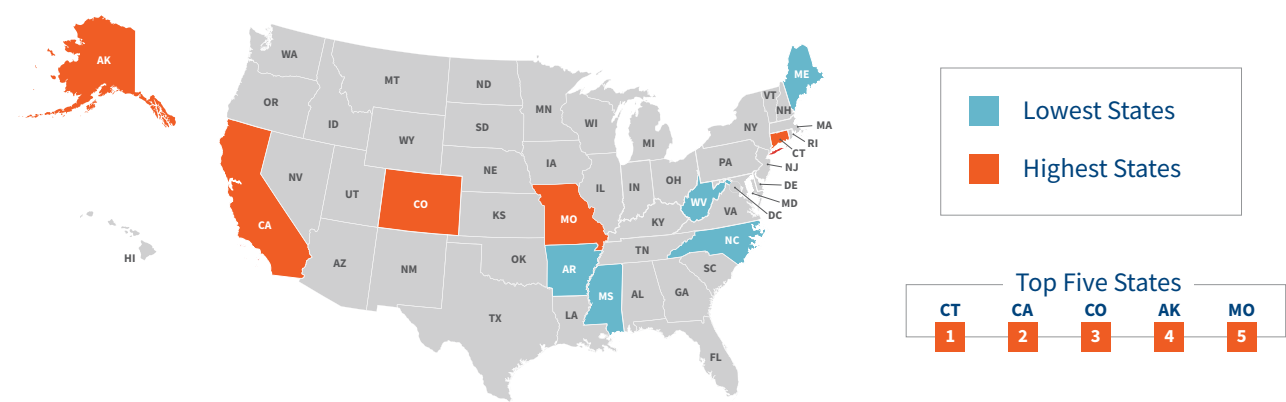 AK
WA
MT
ND
MN
OR
ID
WY
SD
WI
MI
NY
VT
NH
ME
MA
RI
CT
NJ
DE
MD
DC
NV
UT
CO
NE
IA
IL
IN
OH
PA
WV
VA
CA
KS
MO
KY
NC
TN
AZ
NM
OK
AR
SC
MS
AL
GA
TX
LA
FL
HI
Lowest States
Highest States
Top Five States
CT CA CO AK MO
1 2 3 4 5